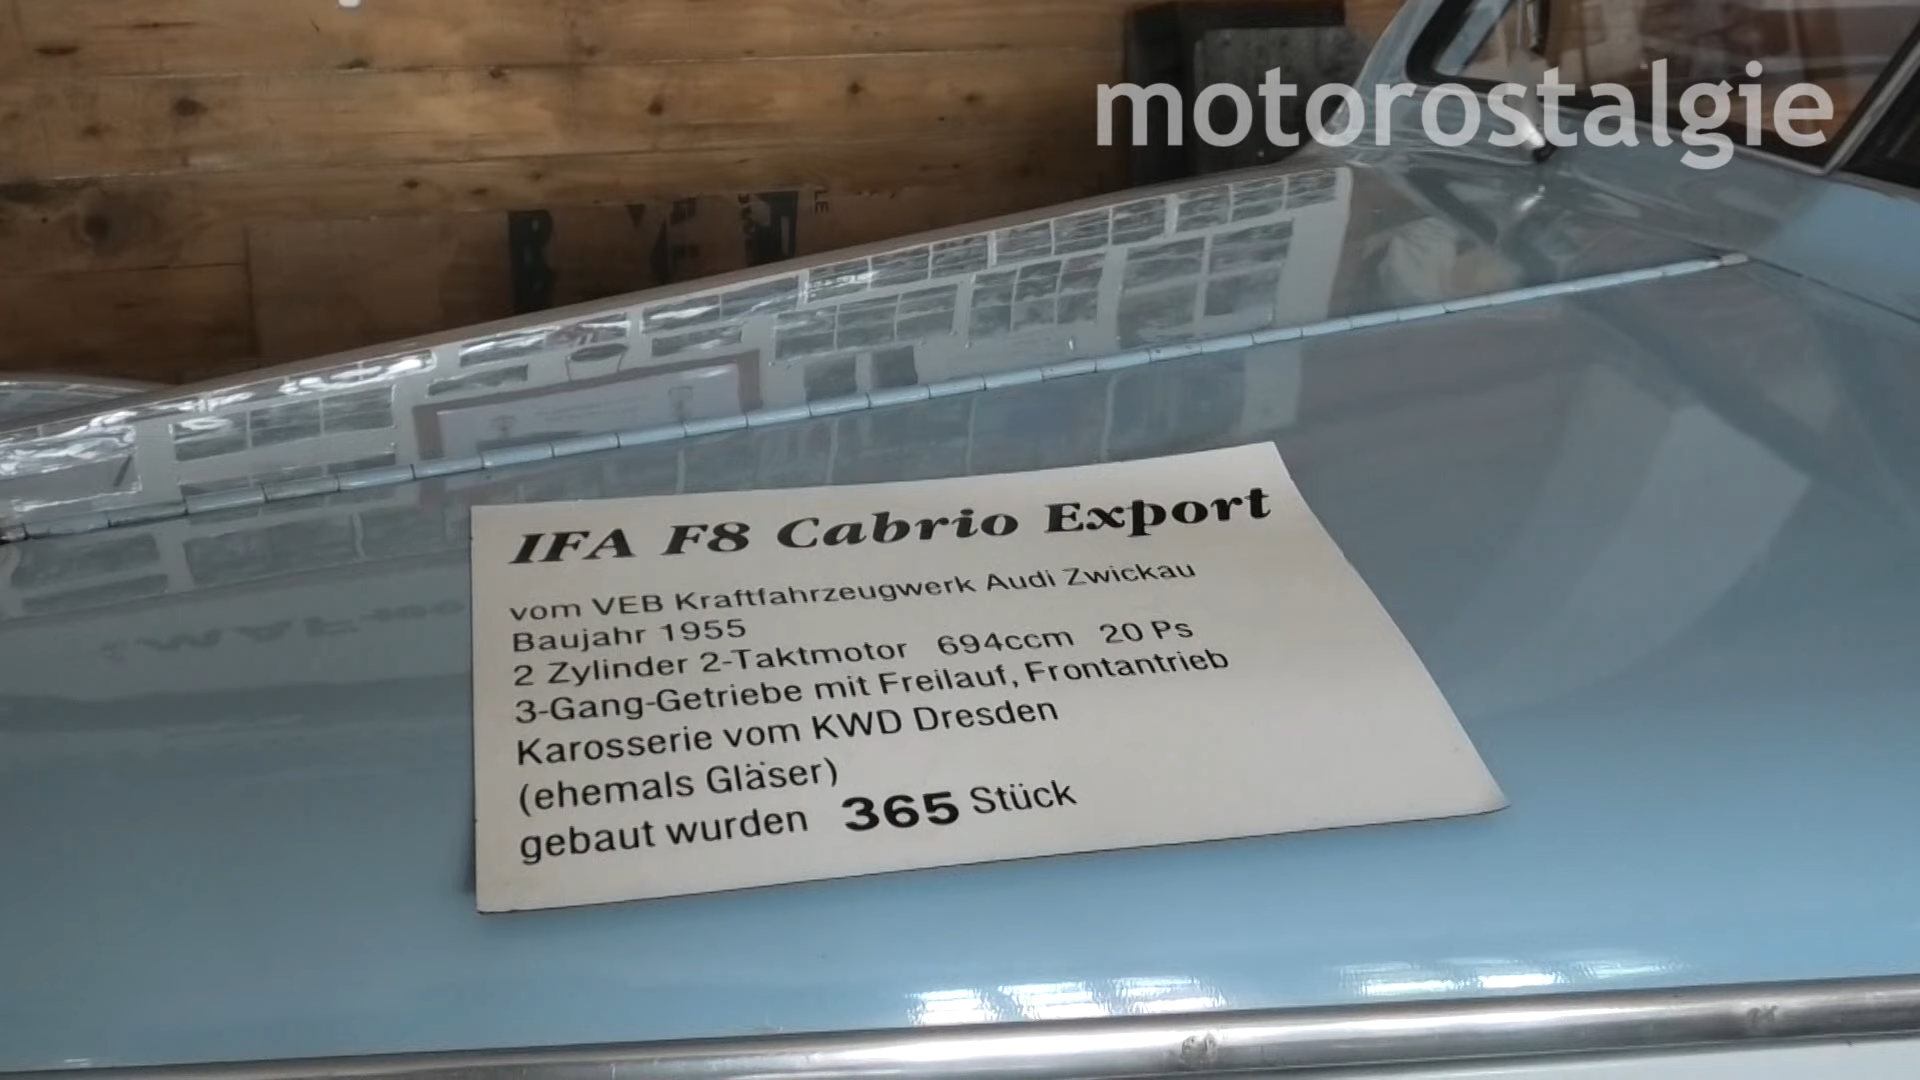 motorostalgie
IFA F8 Cabrio Export
vom VEB Kraftfahrzeugwerk Audi Zwickau
Baujahr 1955
2 Zylinder 2-Taktmotor 694ccm 20 Ps
3-Gang-Getriebe mit Freilauf, Frontantrieb
Karosserie vom KWD Dresden
(ehemals Gläser)
gebaut wurden 365 Stück